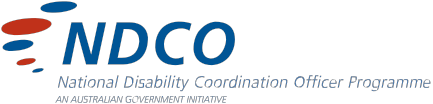 NDCO
National Disability Coordination Officer Programme
AN AUSTRALIAN GOVERNMENT INITIATIVE